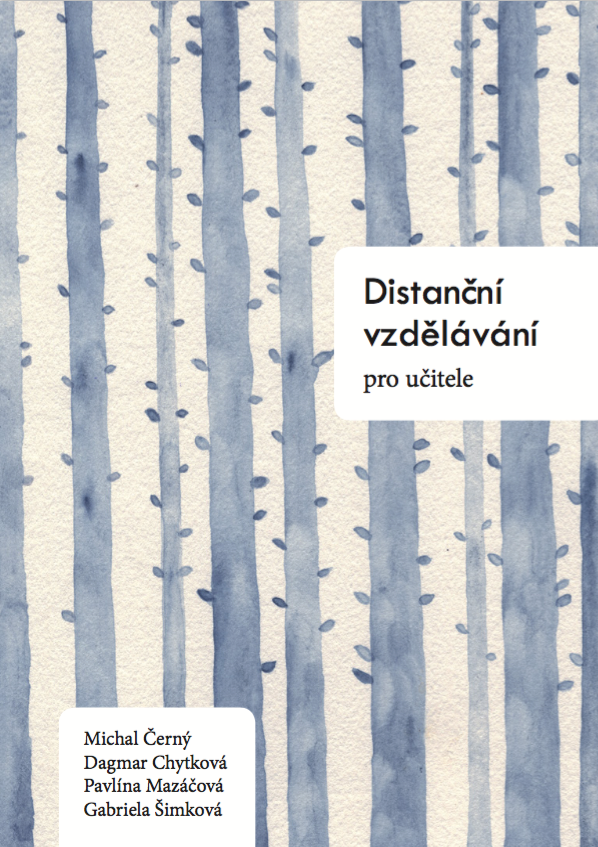 Distanční
vzdělávání
pro učitele
Michal Černý
Dagmar Chytková
Pavlína Mazáčová
Gabriela Šimková